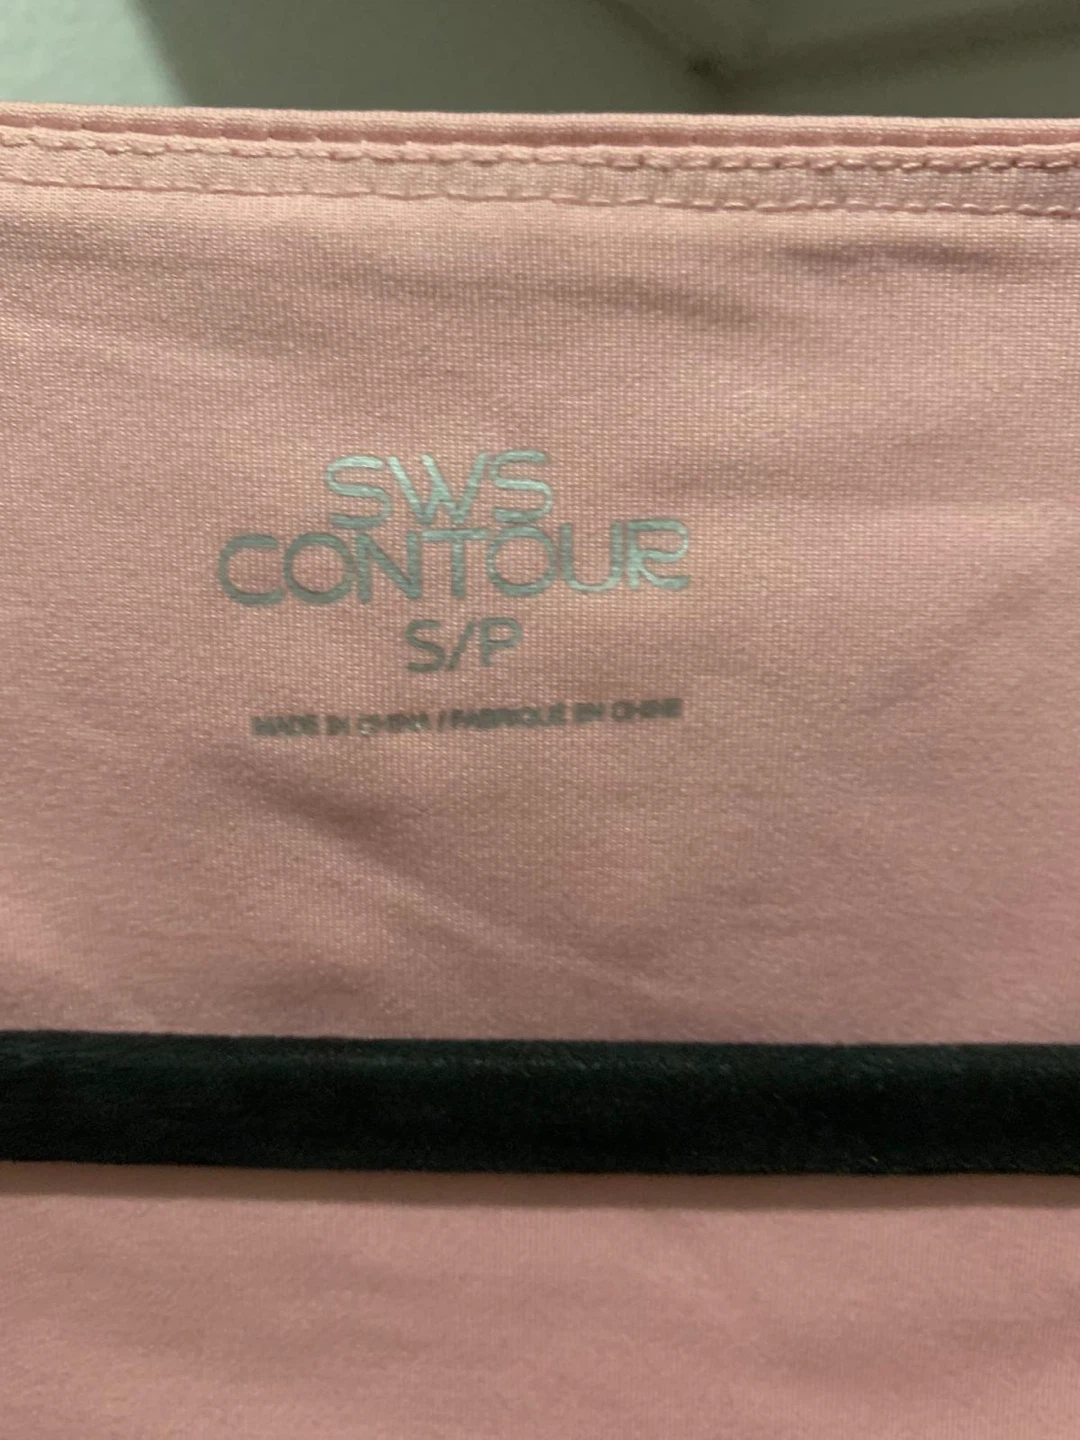 SWS
CONTOUR
S/P
MADE IN CHINA / FABRIQUÉ EN CHINE